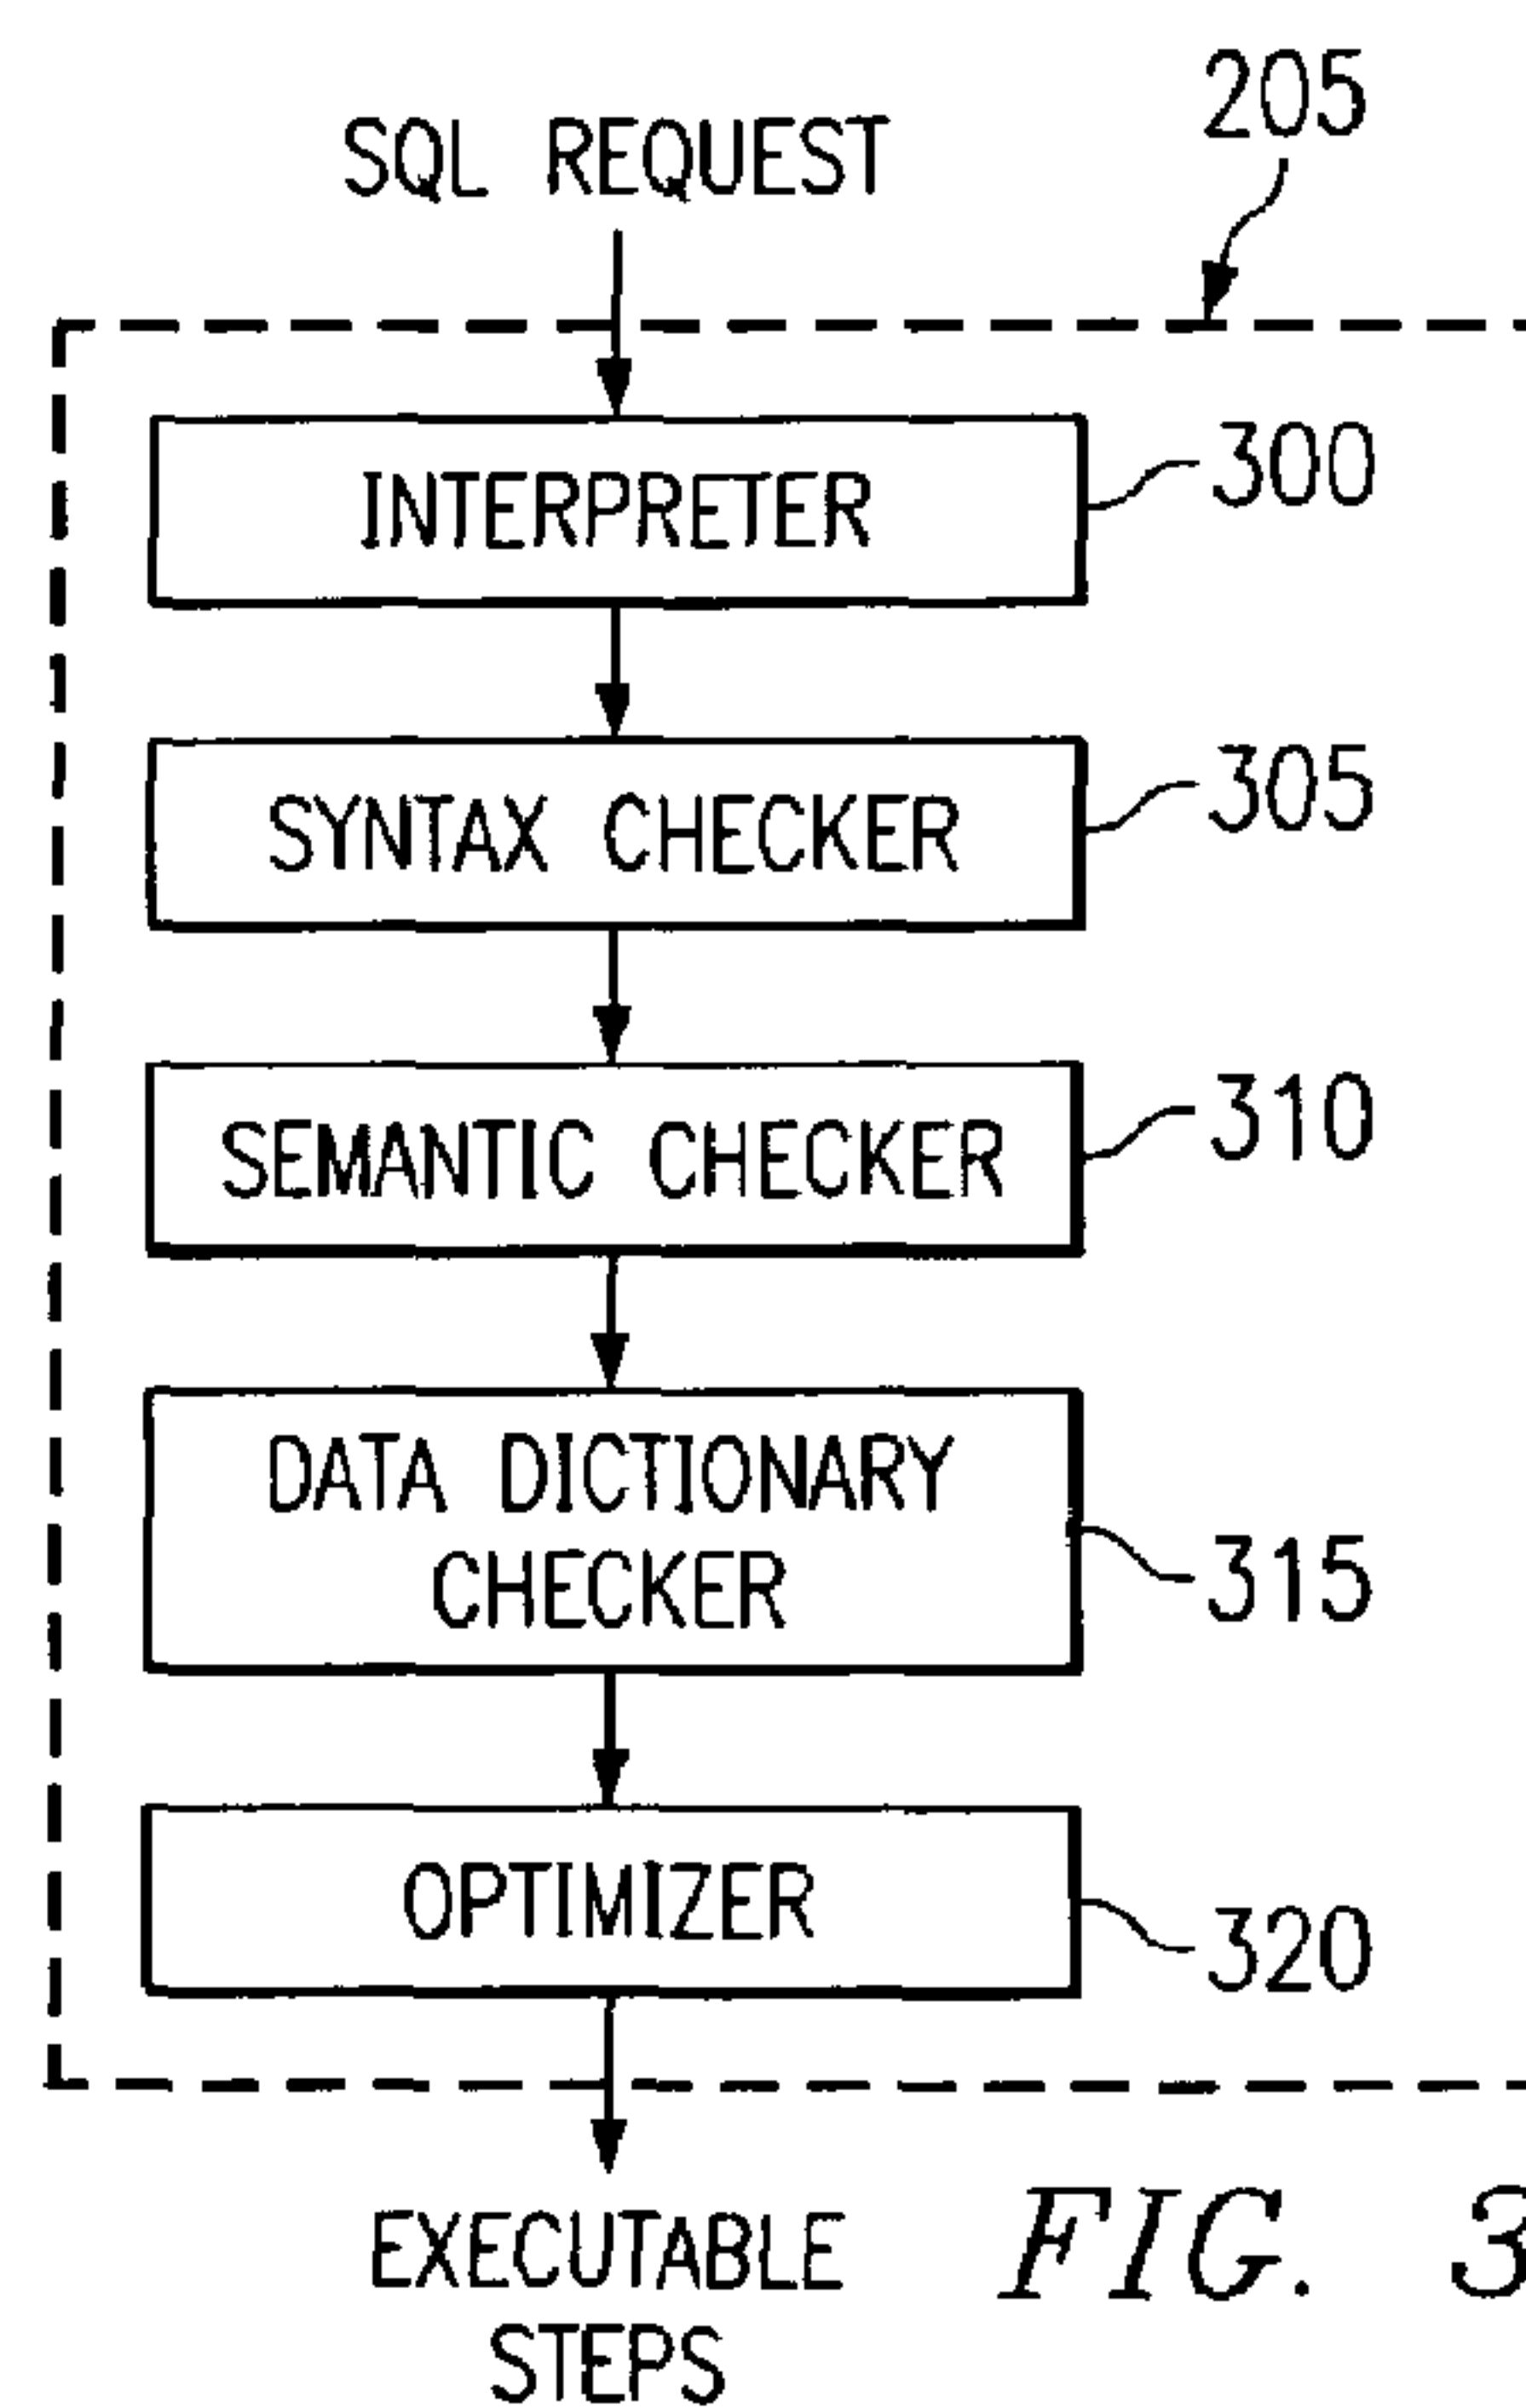 205
SQL REQUEST
INTERPRETER
300
SYNTAX CHECKER
305
SEMANTIC CHECKER
310
DATA DICTIONARY
CHECKER
315
OPTIMIZER
320
EXECUTABLE
STEPS
FIG. 3